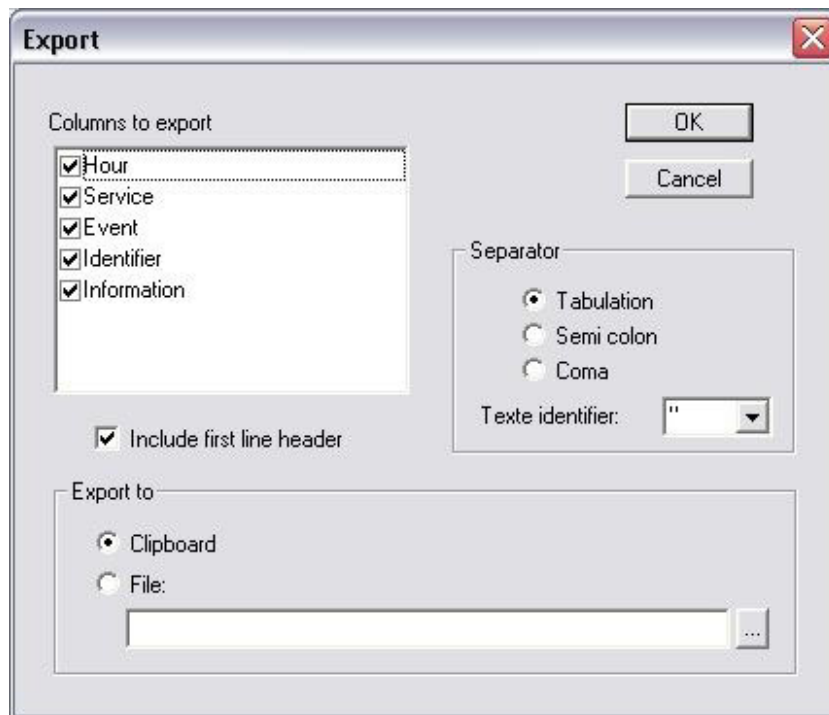 Export
Columns to export
Hour
Service
Event
Identifier
Information
Include first line header
OK
Cancel
Separator
Tabulation
Semi colon
Coma
Texte identifier: "
Export to
Clipboard
File:
...